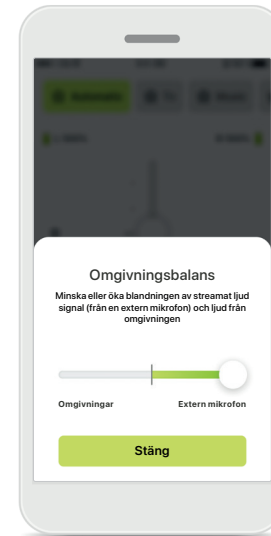 Omgivningsbalans
Minska eller öka blandningen av streamat ljud
signal (från en extern mikrofon) och ljud från
omgivningen
Omgivningar Extern mikrofon
Stäng